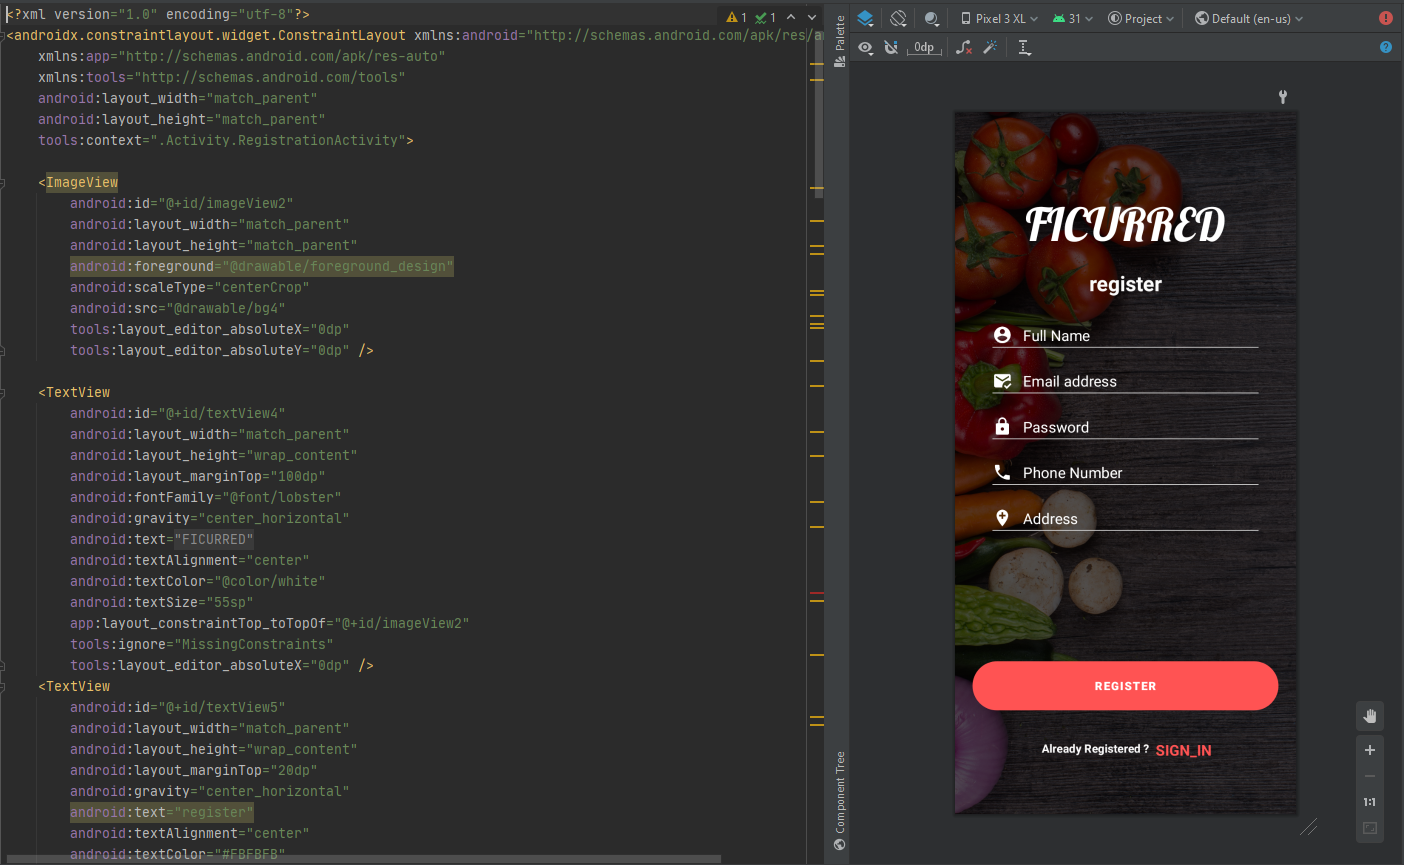 <?xml version="1.0" encoding="utf-8"?>
1 1
<androidx.constraintlayout.widget.ConstraintLayout xmlns:android="http://schemas.android.com/apk/res/an
xmlns:app="http://schemas.android.com/apk/res-auto"
xmlns:tools="http://schemas.android.com/tools"
android:layout_width="match_parent"
android:layout_height="match_parent"
tools:context=".Activity.RegistrationActivity">
<ImageView
android:id="@+id/imageView2"
android:layout_width="match_parent"
android:layout_height="match_parent"
android:foreground="@drawable/foreground_design"
android:scaleType="centerCrop"
android:src="@drawable/bg4"
tools:layout_editor_absoluteX="0dp"
tools:layout_editor_absoluteY="0dp" />
<TextView
android:id="@+id/textView4"
android:layout_width="match_parent"
android:layout_height="wrap_content"
android:layout_marginTop="100dp"
android:fontFamily="@font/lobster"
android:gravity="center_horizontal"
android:text="FICURRED"
android:textAlignment="center"
android:textColor="@color/white"
android:textSize="55sp"
app:layout_constraintTop_toTopOf="@+id/imageView2"
tools:ignore="MissingConstraints"
tools:layout_editor_absoluteX="0dp" />
<TextView
android:id="@+id/textView5"
android:layout_width="match_parent"
android:layout_height="wrap_content"
android:layout_marginTop="20dp"
android:gravity="center_horizontal"
android:text="register"
android:textAlignment="center"
android:textColor="#FBFBFB"
Palette
Component Tree
Pixel 3 XL
31
Project
Default (en-us)
0dp
FICURRED
register
Full Name
Email address
Password
Phone Number
Address
REGISTER
Already Registered ? SIGN_IN
1:1